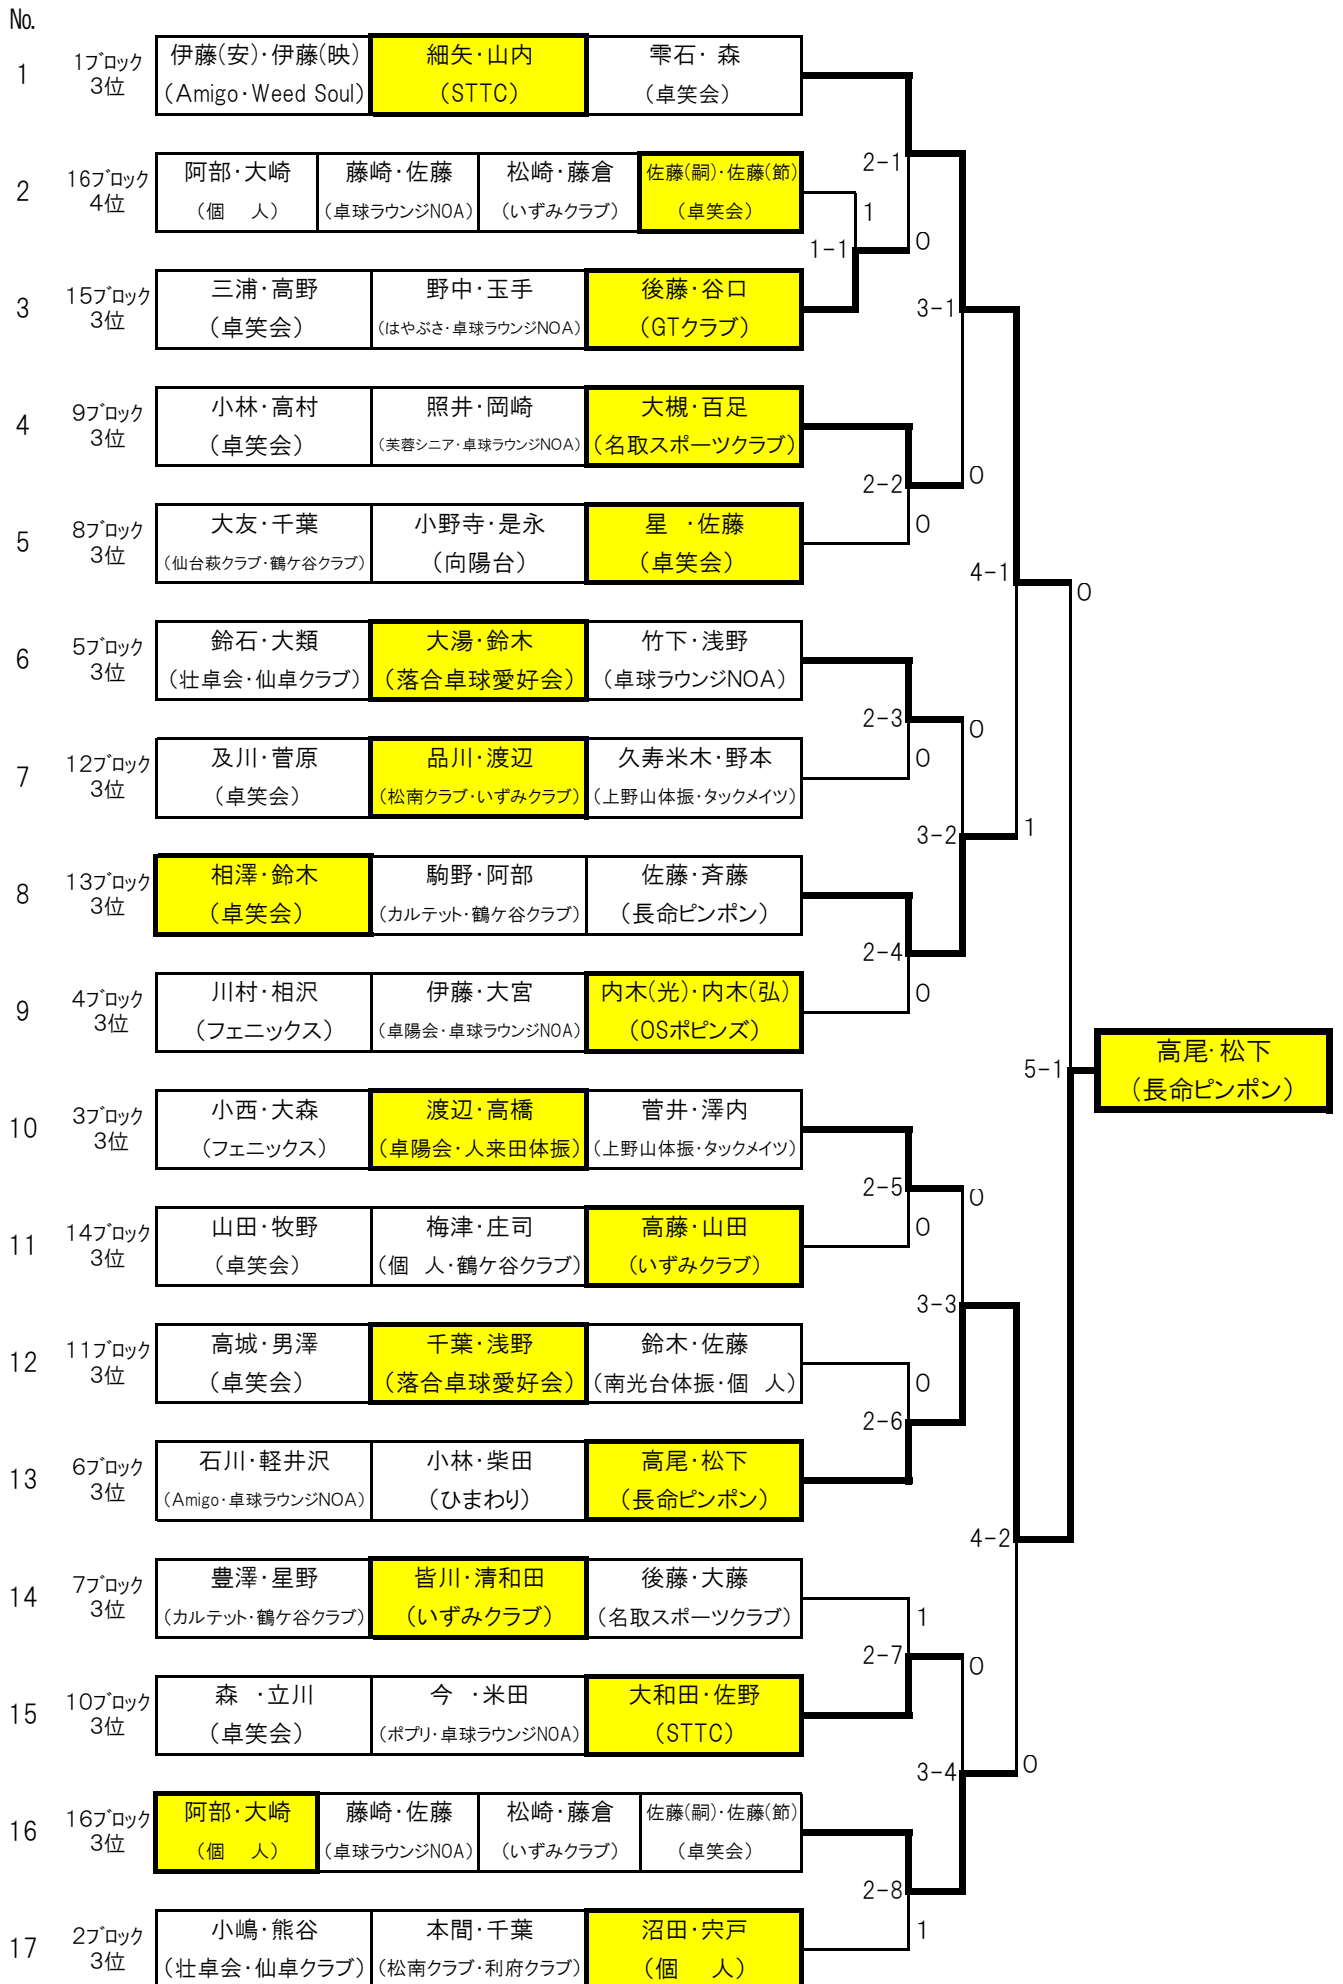 No.
1 1ブロック 3位 伊藤(安)・伊藤(映) 細矢・山内 雫石・ 森
(Amigo・Weed Soul) (STTC) (卓笑会)
2-1
2 16ブロック 4位 阿部・大崎 藤崎・佐藤 松崎・藤倉 佐藤(嗣)・佐藤(節)
(個 人) (卓球ラウンジNOA) (いずみクラブ) (卓笑会)
1
1-1 0
3 15ブロック 3位 三浦・高野 野中・玉手 後藤・谷口
(卓笑会) (はやぶさ・卓球ラウンジNOA) (GTクラブ)
3-1
4 9ブロック 3位 小林・高村 照井・岡崎 大槻・百足
(卓笑会) (芙蓉シニア・卓球ラウンジNOA) (名取スポーツクラブ)
2-2 0
0
5 8ブロック 3位 大友・千葉 小野寺・是永 星 ・佐藤
(仙台萩クラブ・鶴ケ谷クラブ) (向陽台) (卓笑会)
4-1 0
6 5ブロック 3位 鈴石・大類 大湯・鈴木 竹下・浅野
(壮卓会・仙卓クラブ) (落合卓球愛好会) (卓球ラウンジNOA)
2-3 0
0
7 12ブロック 3位 及川・菅原 品川・渡辺 久寿米木・野本
(卓笑会) (松南クラブ・いずみクラブ) (上野山体振・タックメイツ)
3-2 1
8 13ブロック 3位 相澤・鈴木 駒野・阿部 佐藤・斉藤
(卓笑会) (カルテット・鶴ケ谷クラブ) (長命ピンポン)
2-4
0
9 4ブロック 3位 川村・相沢 伊藤・大宮 内木(光)・内木(弘)
(フェニックス) (卓陽会・卓球ラウンジNOA) (OSポピンズ)
5-1 高尾・松下
(長命ピンポン)
10 3ブロック 3位 小西・大森 渡辺・高橋 菅井・澤内
(フェニックス) (卓陽会・人来田体振) (上野山体振・タックメイツ)
2-5 0
0
11 14ブロック 3位 山田・牧野 梅津・庄司 高藤・山田
(卓笑会) (個 人・鶴ケ谷クラブ) (いずみクラブ)
3-3
12 11ブロック 3位 高城・男澤 千葉・浅野 鈴木・佐藤
(卓笑会) (落合卓球愛好会) (南光台体振・個 人)
0
2-6
13 6ブロック 3位 石川・軽井沢 小林・柴田 高尾・松下
(Amigo・卓球ラウンジNOA) (ひまわり) (長命ピンポン)
4-2
14 7ブロック 3位 豊澤・星野 皆川・清和田 後藤・大藤
(カルテット・鶴ケ谷クラブ) (いずみクラブ) (名取スポーツクラブ)
1
2-7 0
15 10ブロック 3位 森 ・立川 今 ・米田 大和田・佐野
(卓笑会) (ポプリ・卓球ラウンジNOA) (STTC)
3-4 0
16 16ブロック 3位 阿部・大崎 藤崎・佐藤 松崎・藤倉 佐藤(嗣)・佐藤(節)
(個 人) (卓球ラウンジNOA) (いずみクラブ) (卓笑会)
2-8
1
17 2ブロック 3位 小嶋・熊谷 本間・千葉 沼田・宍戸
(壮卓会・仙卓クラブ) (松南クラブ・利府クラブ) (個 人)